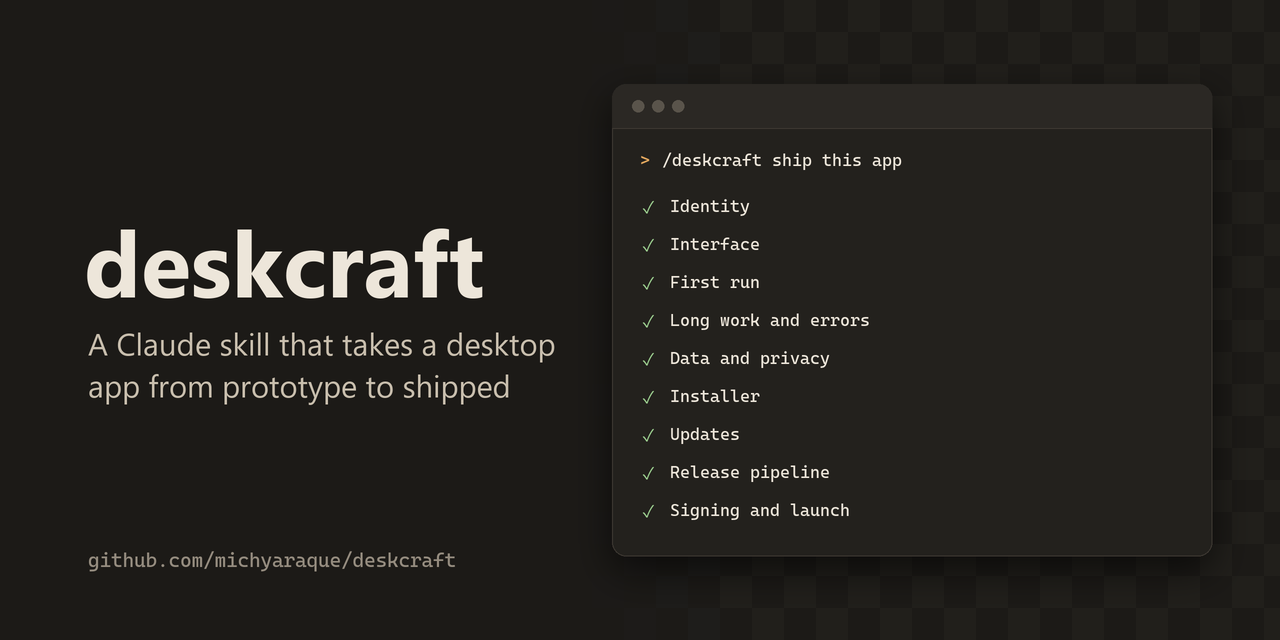 deskcraft
A Claude skill that takes a desktop
app from prototype to shipped
github.com/michyaraque/deskcraft
> /deskcraft ship this app
✓ Identity
✓ Interface
✓ First run
✓ Long work and errors
✓ Data and privacy
✓ Installer
✓ Updates
✓ Release pipeline
✓ Signing and launch